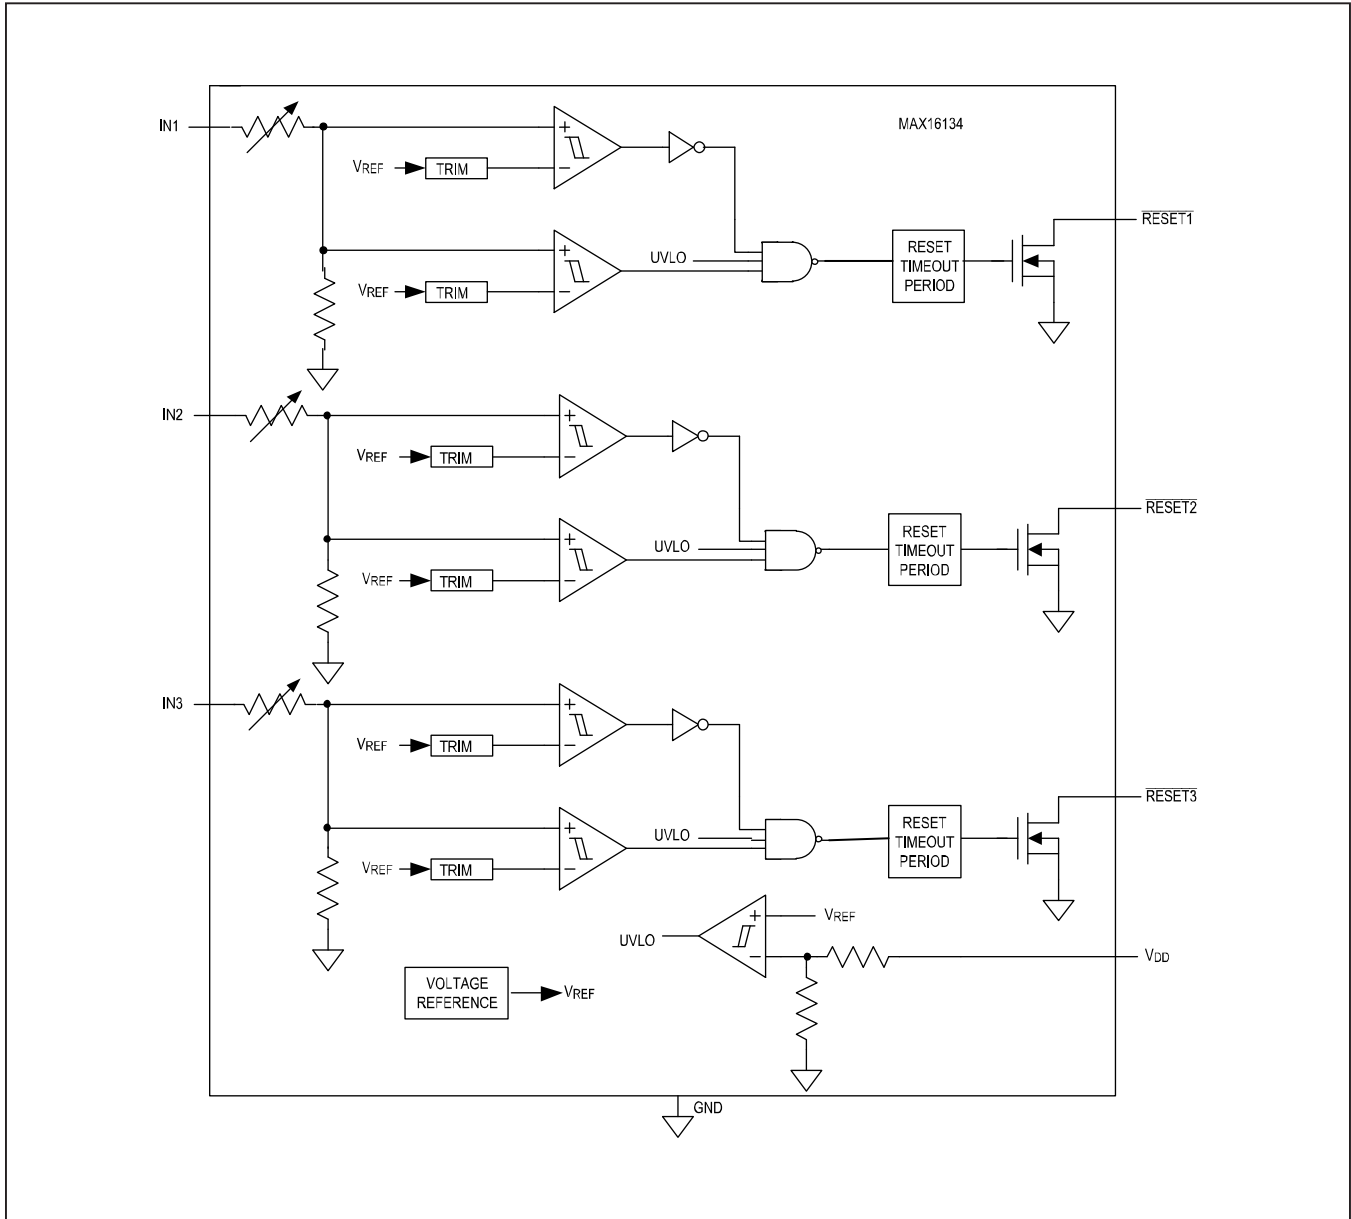 MAX16134
IN1
+
VREF
TRIM
−
RESET1
+
UVLO
RESET
TIMEOUT
PERIOD
VREF
TRIM
−
IN2
+
VREF
TRIM
−
RESET2
+
UVLO
RESET
TIMEOUT
PERIOD
VREF
TRIM
−
IN3
+
VREF
TRIM
−
RESET3
+
UVLO
RESET
TIMEOUT
PERIOD
VREF
TRIM
−
+
VREF
UVLO
−
VDD
VOLTAGE
REFERENCE
VREF
GND